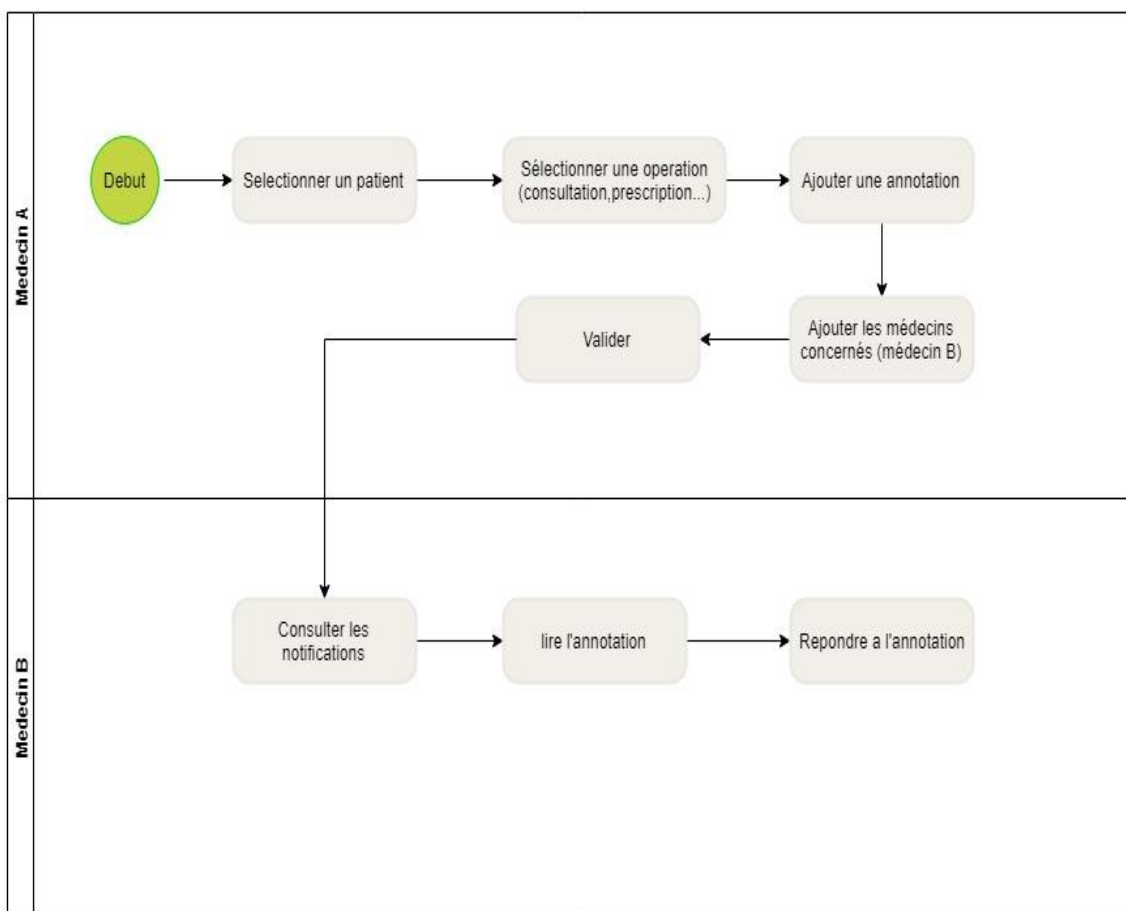 Medecin A
Debut
Selectionner un patient
Sélectionner une operation
(consultation,prescription...)
Ajouter une annotation
Ajouter les médecins
concernés (médecin B)
Valider
Medecin B
Consulter les
notifications
lire l'annotation
Repondre a l'annotation